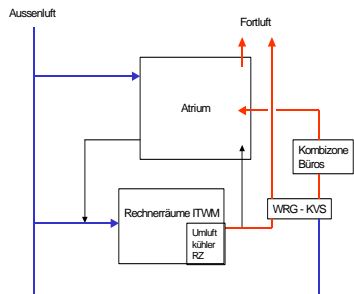 Aussenluft
Fortluft
Atrium
Kombizone
Büros
WRG - KVS
Rechnerräume ITWM
Umluft
kühler
RZ